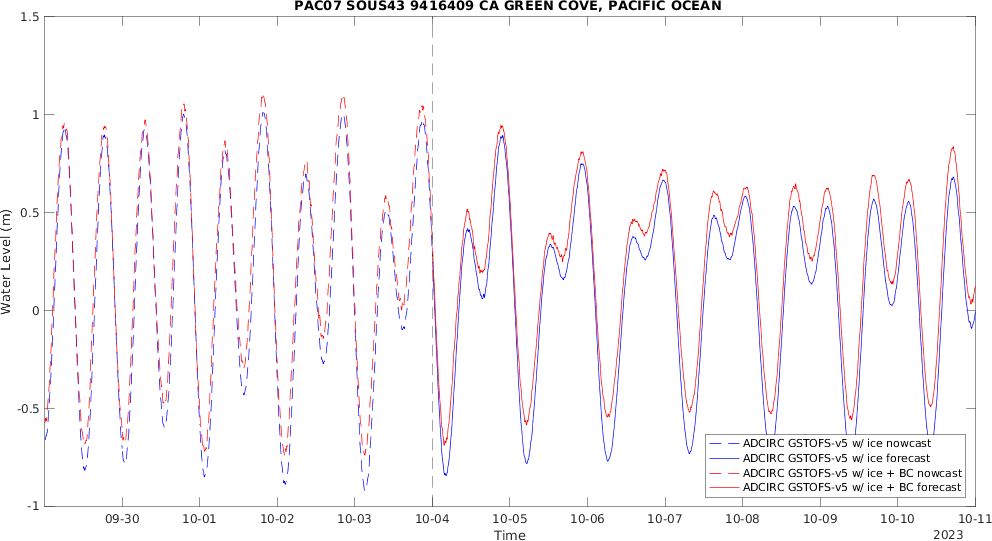 PAC07 SOUS43 9416409 CA GREEN COVE, PACIFIC OCEAN
1.5
1
0.5
0
-0.5
-1
Water Level (m)
ADCIRC GSTOFS-v5 w/ ice nowcast
ADCIRC GSTOFS-v5 w/ ice forecast
ADCIRC GSTOFS-v5 w/ ice + BC nowcast
ADCIRC GSTOFS-v5 w/ ice + BC forecast
09-30 10-01 10-02 10-03 10-04 10-05 10-06 10-07 10-08 10-09 10-10 10-11
Time
2023